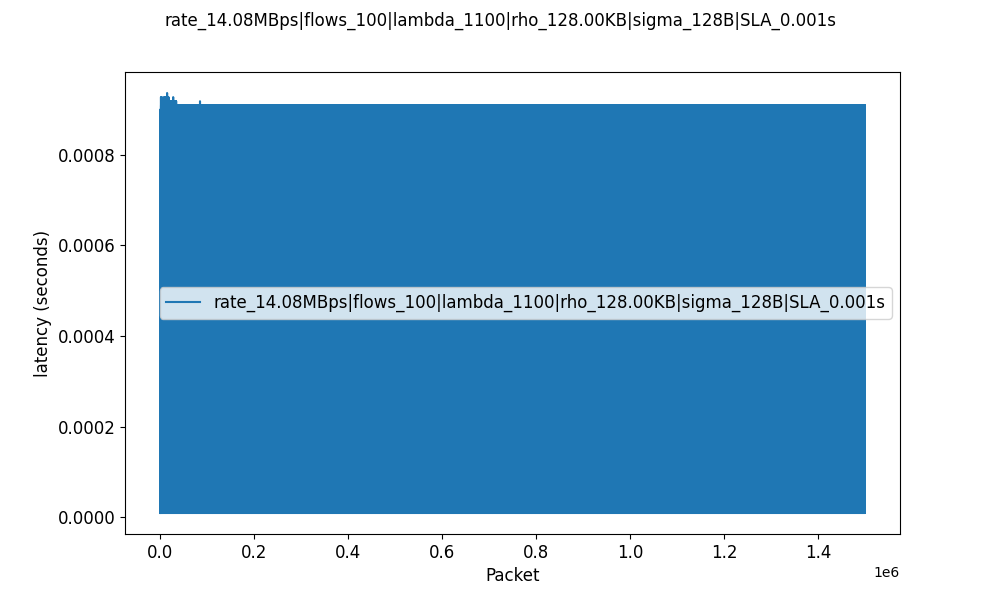 rate_14.08MBps|flows_100|lambda_1100|rho_128.00KB|sigma_128B|SLA_0.001s
0.0008
0.0006
0.0004
0.0002
0.0000
latency (seconds)
rate_14.08MBps|flows_100|lambda_1100|rho_128.00KB|sigma_128B|SLA_0.001s
0.0 0.2 0.4 0.6 0.8 1.0 1.2 1.4
1e6
Packet